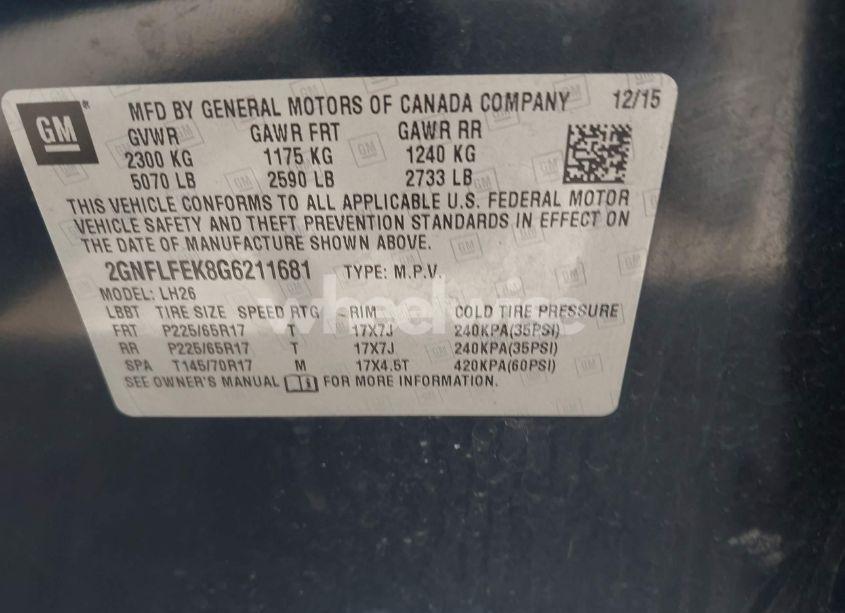 GM
MFD BY GENERAL MOTORS OF CANADA COMPANY 12/15
GVWR GAWR FRT GAWR RR
2300 KG 1175 KG 1240 KG
5070 LB 2590 LB 2733 LB
THIS VEHICLE CONFORMS TO ALL APPLICABLE U.S. FEDERAL MOTOR
VEHICLE SAFETY AND THEFT PREVENTION STANDARDS IN EFFECT ON
THE DATE OF MANUFACTURE SHOWN ABOVE.
2GNFLFEK8G6211681 TYPE: M.P.V.
MODEL: LH26
wheelwise
LBBT TIRE SIZE SPEED RTG RIM COLD TIRE PRESSURE
FRT P225/65R17 T 17X7J 240KPA(35PSI)
RR P225/65R17 T 17X7J 240KPA(35PSI)
SPA T145/70R17 M 17X4.5T 420KPA(60PSI)
SEE OWNER'S MANUAL FOR MORE INFORMATION.